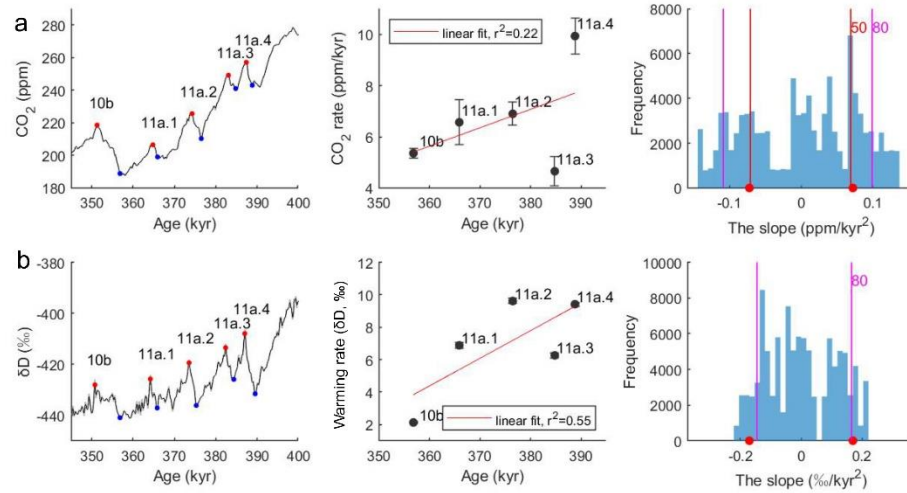 a
280
260
240
220
200
180
CO2 (ppm)
10b
11a.1
11a.2
11a.3
11a.4
350 360 370 380 390 400
Age (kyr)
10
8
6
4
CO2 rate (ppm/kyr)
linear fit, r2=0.22
10b
11a.1
11a.2
11a.3
11a.4
350 360 370 380 390
Age (kyr)
8000
6000
4000
2000
0
Frequency
50 80
-0.1 0 0.1
The slope (ppm/kyr2)
b
-380
-400
-420
-440
δD (‰)
10b
11a.1
11a.2
11a.3
11a.4
350 360 370 380 390 400
Age (kyr)
12
10
8
6
4
2
Warming rate (δD, ‰)
11a.1
11a.2
11a.4
11a.3
10b
linear fit, r2=0.55
350 360 370 380 390
Age (kyr)
10000
8000
6000
4000
2000
0
Frequency
80
-0.2 0 0.2
The slope (‰/kyr2)